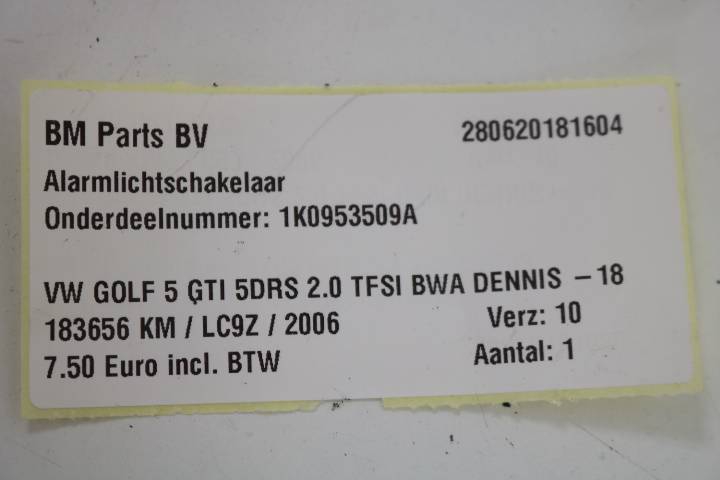 BM Parts BV 280620181604
Alarmlichtschakelaar
Onderdeelnummer: 1K0953509A
VW GOLF 5 GTI 5DRS 2.0 TFSI BWA DENNIS - 18
183656 KM / LC9Z / 2006 Verz: 10
7.50 Euro incl. BTW Aantal: 1